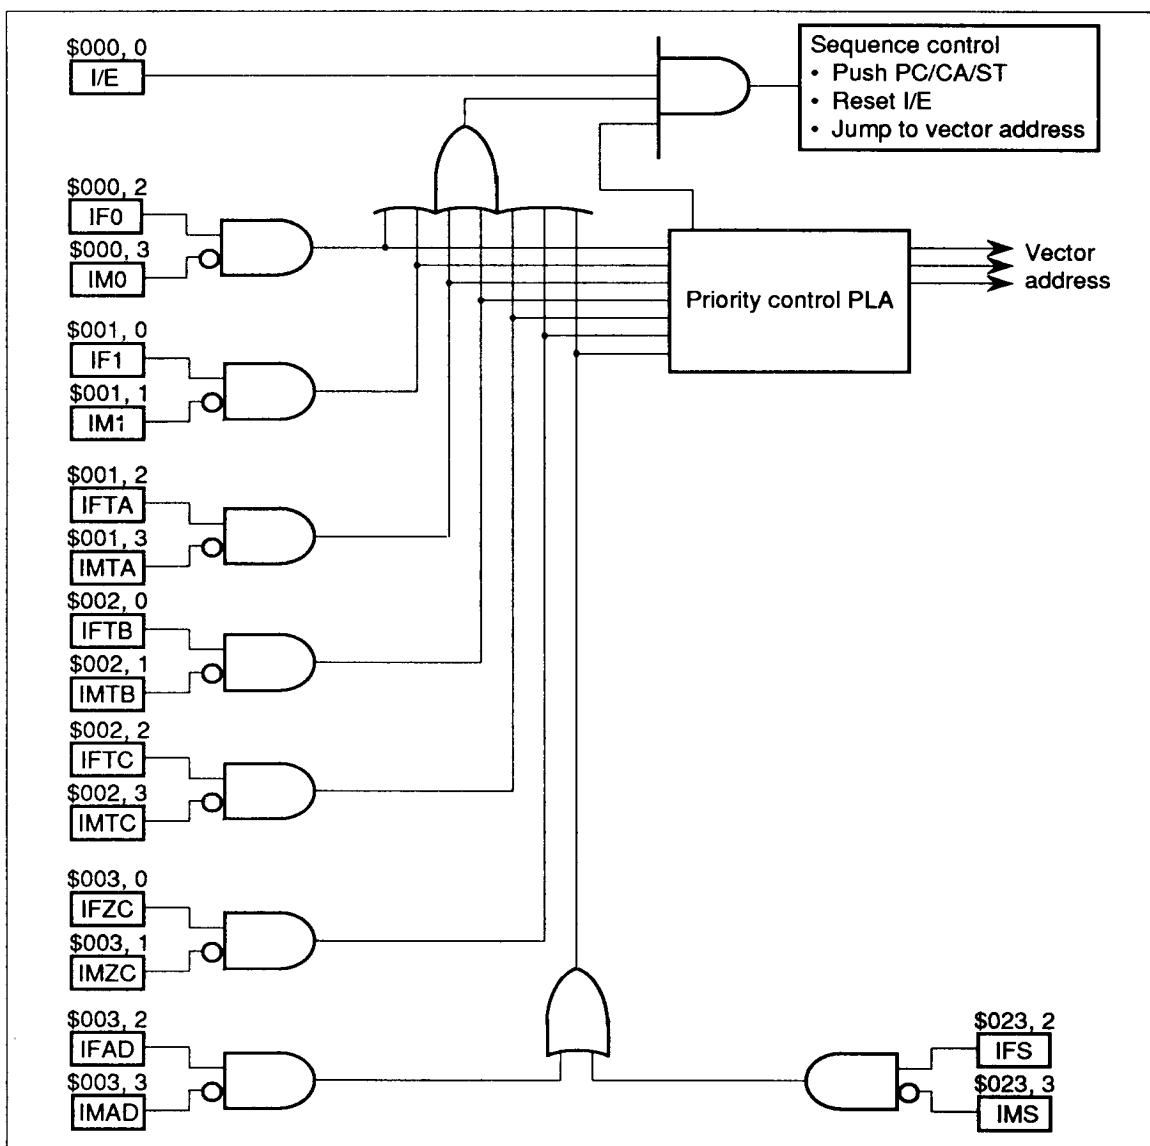 $000, 0
I/E
Sequence control
• Push PC/CA/ST
• Reset I/E
• Jump to vector address
$000, 2
IF0
$000, 3
IM0
Priority control PLA
Vector
address
$001, 0
IF1
$001, 1
IM1
$001, 2
IFTA
$001, 3
IMTA
$002, 0
IFTB
$002, 1
IMTB
$002, 2
IFTC
$002, 3
IMTC
$003, 0
IFZC
$003, 1
IMZC
$003, 2
IFAD
$003, 3
IMAD
$023, 2
IFS
$023, 3
IMS